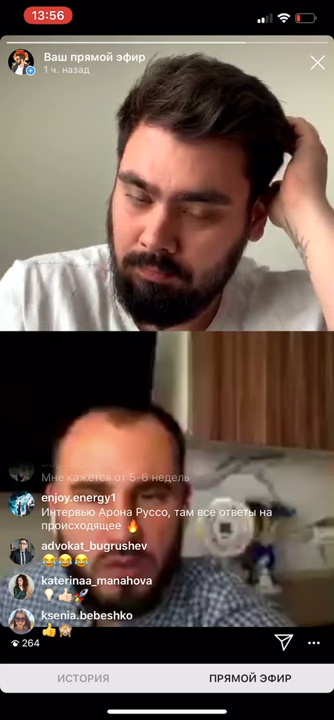 13:56
Ваш прямой эфир
1 ч. назад
Мне кажется от 5-6 недель
enjoy.energy1
Интервью Арона Руссо, там все ответы на
происходящее 🔥
advokat_bugrushev
😂😂😂
katerinaa_manahova
💡👍🏻🚀
ksenia.bebeshko
👍🙈
264
ИСТОРИЯ
ПРЯМОЙ ЭФИР